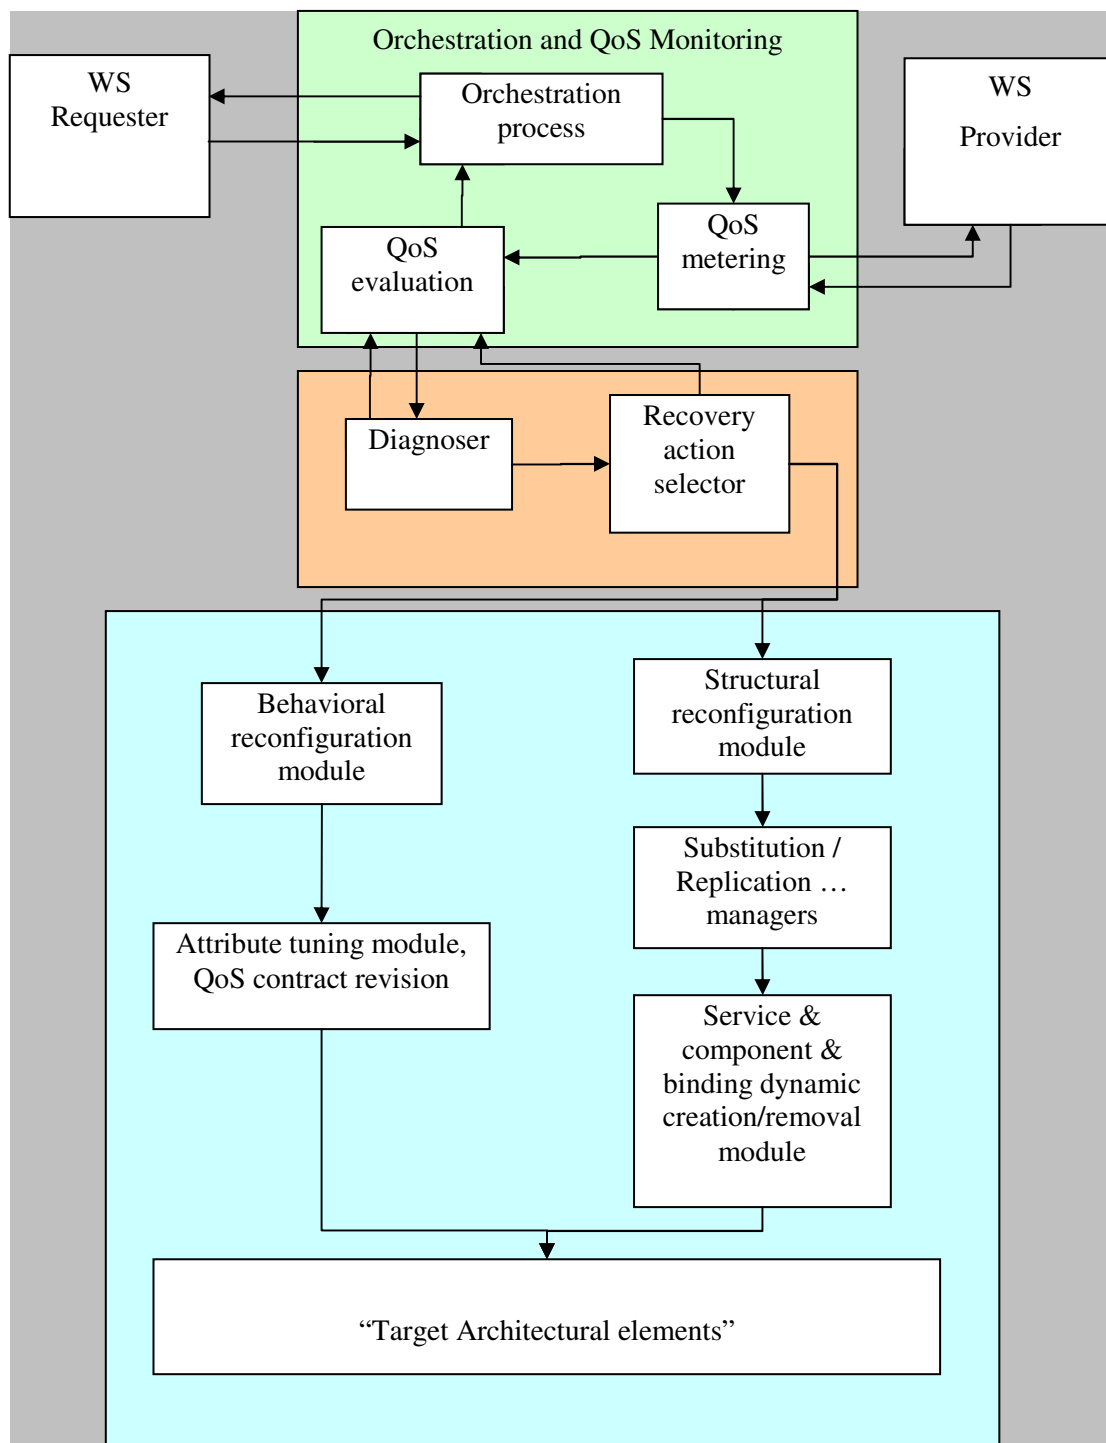 Orchestration and QoS Monitoring
WS
Requester
Orchestration
process
WS
Provider
QoS
evaluation
QoS
metering
Diagnoser
Recovery
action
selector
Behavioral
reconfiguration
module
Structural
reconfiguration
module
Substitution /
Replication …
managers
Attribute tuning module,
QoS contract revision
Service &
component &
binding dynamic
creation/removal
module
“Target Architectural elements”